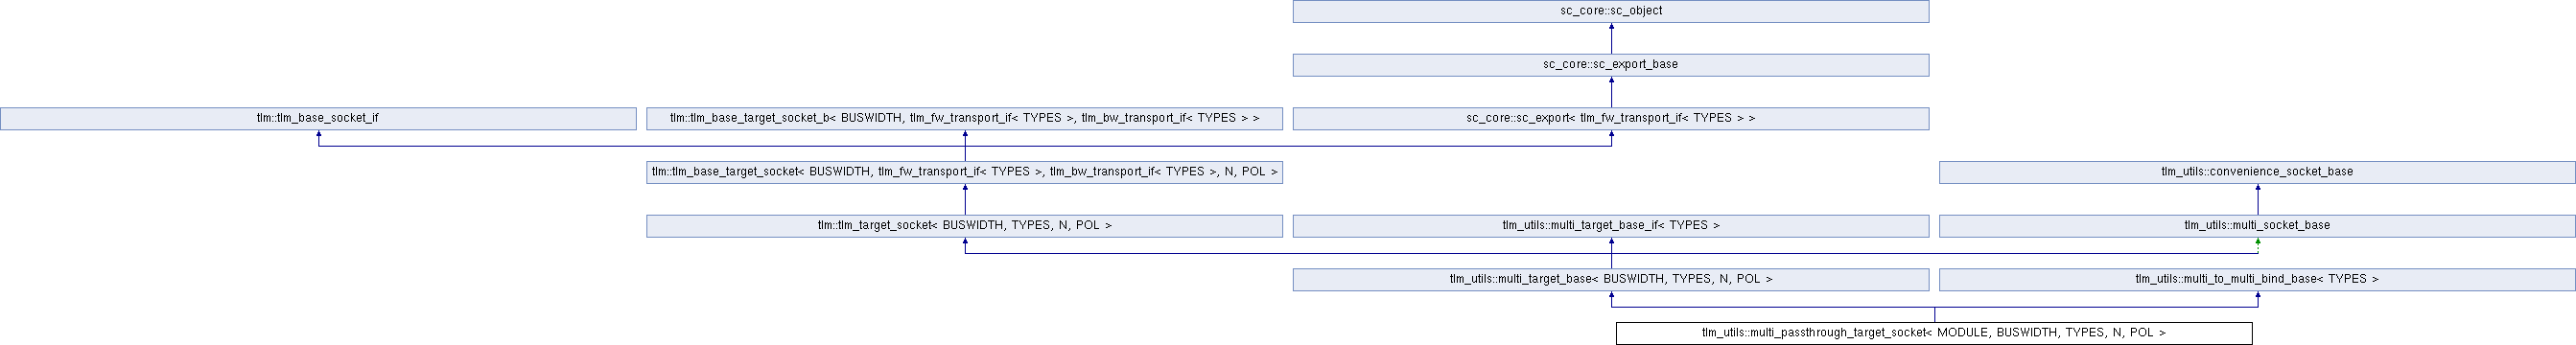 sc_core::sc_object
sc_core::sc_export_base
tlm::tlm_base_socket_if
tlm::tlm_base_target_socket_b< BUSWIDTH, tlm_fw_transport_if< TYPES >, tlm_bw_transport_if< TYPES > >
sc_core::sc_export< tlm_fw_transport_if< TYPES > >
tlm::tlm_base_target_socket< BUSWIDTH, tlm_fw_transport_if< TYPES >, tlm_bw_transport_if< TYPES >, N, POL >
tlm_utils::convenience_socket_base
tlm::tlm_target_socket< BUSWIDTH, TYPES, N, POL >
tlm_utils::multi_target_base_if< TYPES >
tlm_utils::multi_socket_base
tlm_utils::multi_target_base< BUSWIDTH, TYPES, N, POL >
tlm_utils::multi_to_multi_bind_base< TYPES >
tlm_utils::multi_passthrough_target_socket< MODULE, BUSWIDTH, TYPES, N, POL >